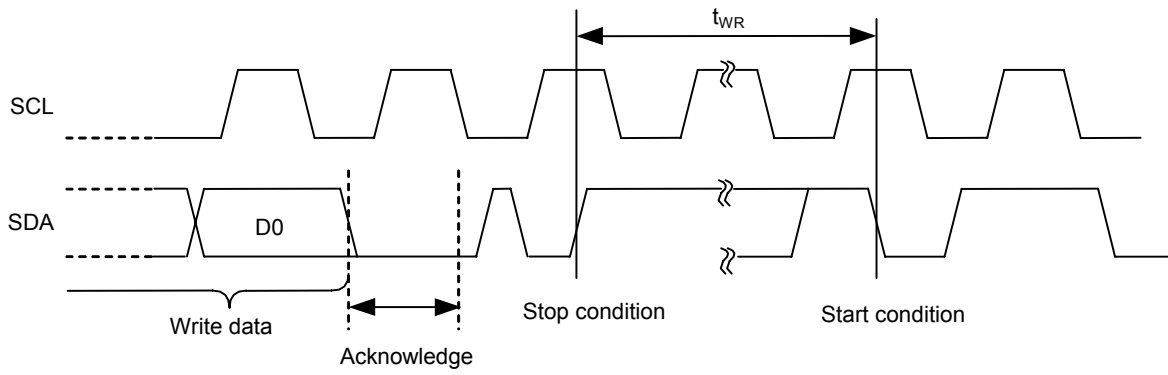 tWR
SCL
SDA
D0
Write data
Acknowledge
Stop condition
Start condition